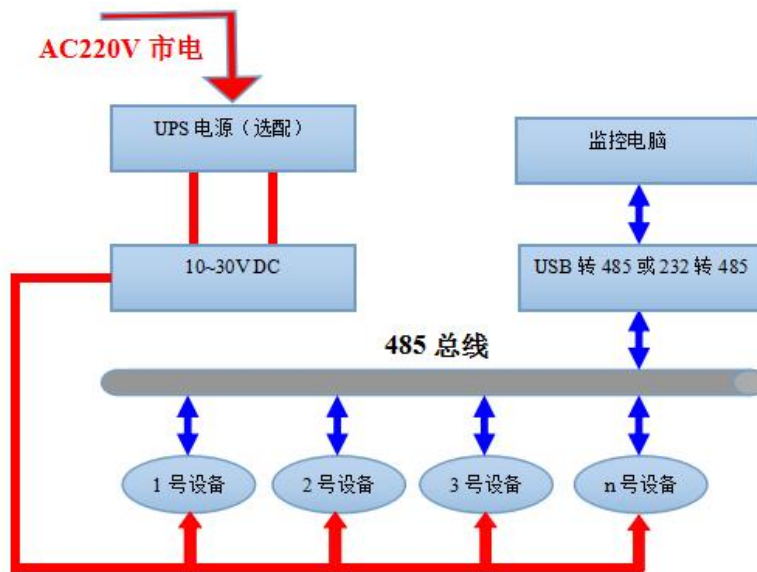 AC220V 市电
UPS 电源（选配）
监控电脑
10~30V DC
USB 转 485 或 232 转 485
485 总线
1 号设备
2 号设备
3 号设备
n 号设备